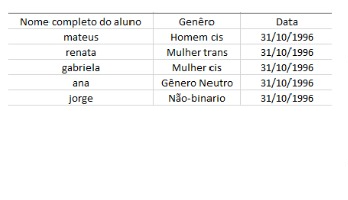 Nome completo do aluno Genêro Data
mateus Homem cis 31/10/1996
renata Mulher trans 31/10/1996
gabriela Mulher cis 31/10/1996
ana Gênero Neutro 31/10/1996
jorge Não-binario 31/10/1996